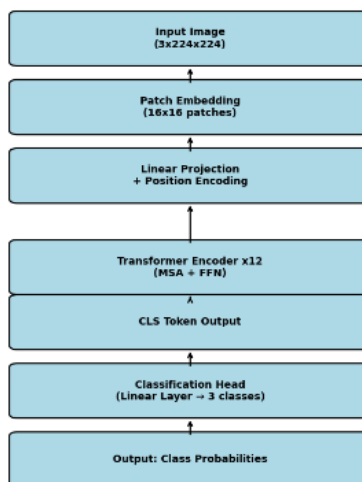 Input Image
(3x224x224)
Patch Embedding
(16x16 patches)
Linear Projection
+ Position Encoding
Transformer Encoder x12
(MSA + FFN)
CLS Token Output
Classification Head
(Linear Layer → 3 classes)
Output: Class Probabilities